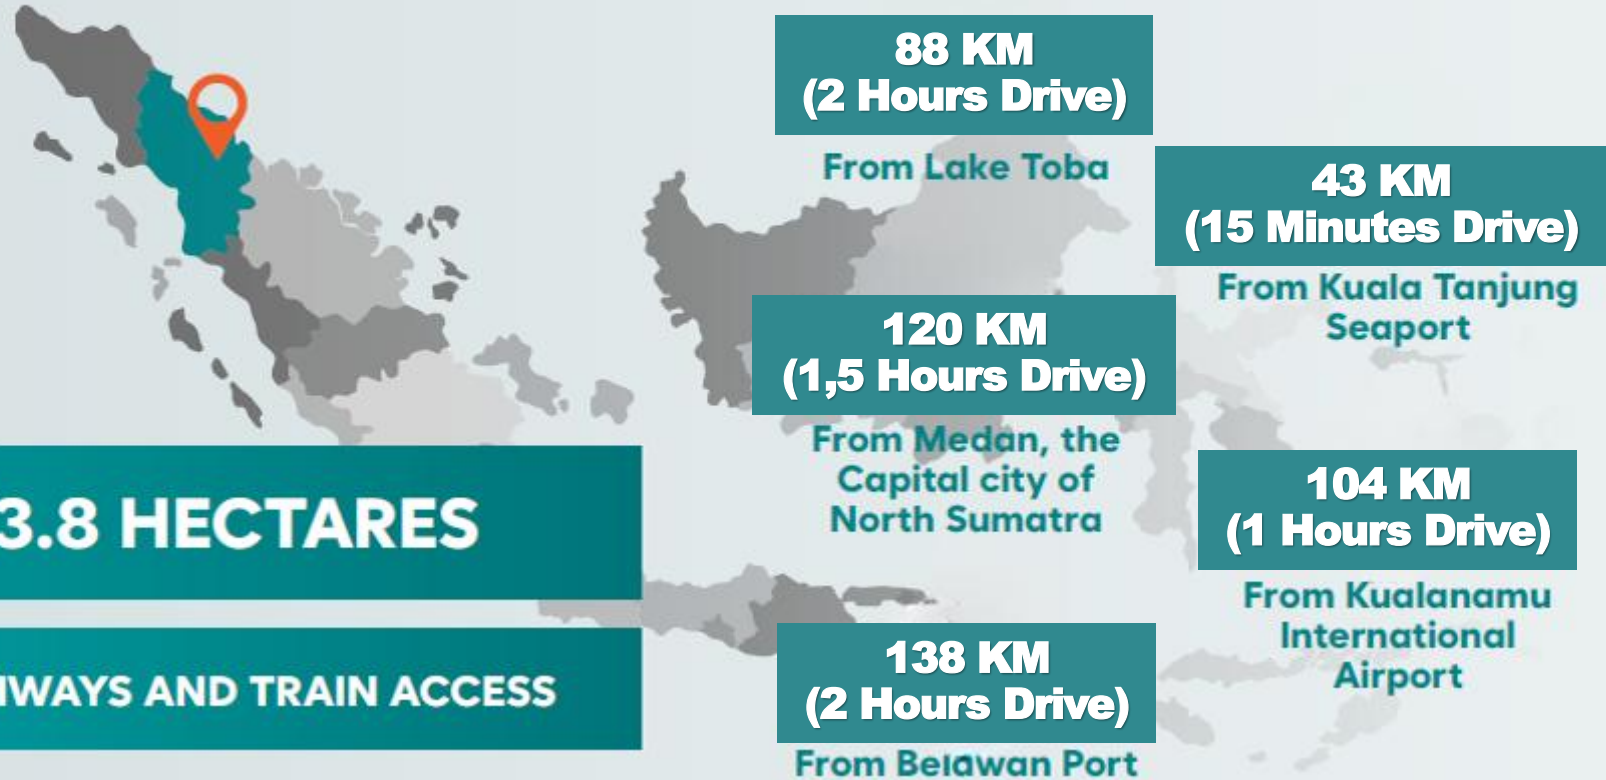 88 KM
(2 Hours Drive)
From Lake Toba
43 KM
(15 Minutes Drive)
From Kuala Tanjung
Seaport
120 KM
(1,5 Hours Drive)
From Medan, the
Capital city of
North Sumatra
3.8 HECTARES
104 KM
(1 Hours Drive)
From Kualanamu
International
Airport
WAYS AND TRAIN ACCESS
138 KM
(2 Hours Drive)
From Belawan Port